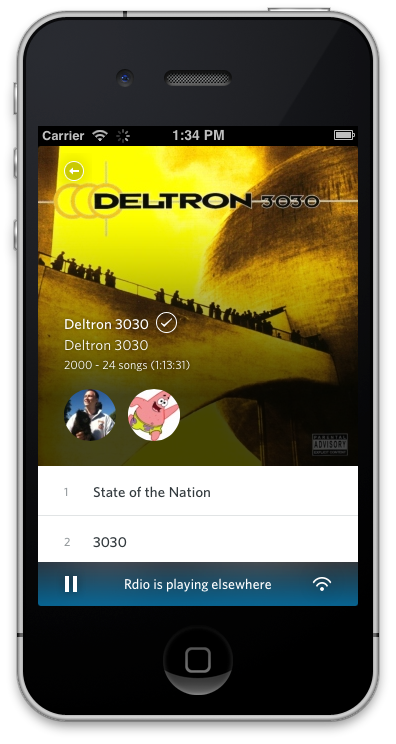 Carrier 1:34 PM
DELTRON 3030
Deltron 3030
Deltron 3030
2000 - 24 songs (1:13:31)
PARENTAL
ADVISORY
EXPLICIT CONTENT
1 State of the Nation
2 3030
Rdio is playing elsewhere